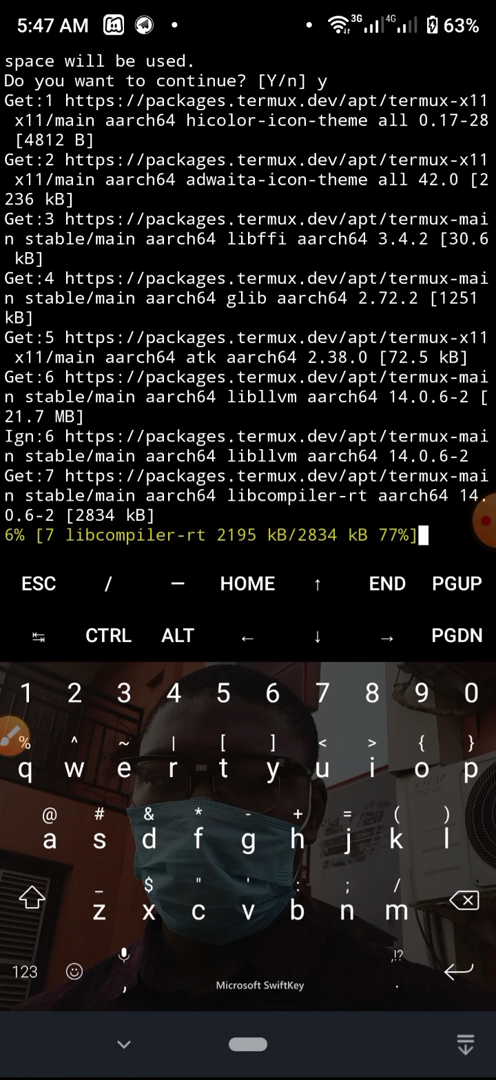 5:47 AM 3G 4G 63%
space will be used.
Do you want to continue? [Y/n] y
Get:1 https://packages.termux.dev/apt/termux-x11
x11/main aarch64 hicolor-icon-theme all 0.17-28
[4812 B]
Get:2 https://packages.termux.dev/apt/termux-x11
x11/main aarch64 adwaita-icon-theme all 42.0 [2
236 kB]
Get:3 https://packages.termux.dev/apt/termux-mai
n stable/main aarch64 libffi aarch64 3.4.2 [30.6
kB]
Get:4 https://packages.termux.dev/apt/termux-mai
n stable/main aarch64 glib aarch64 2.72.2 [1251
kB]
Get:5 https://packages.termux.dev/apt/termux-x11
x11/main aarch64 atk aarch64 2.38.0 [72.5 kB]
Get:6 https://packages.termux.dev/apt/termux-mai
n stable/main aarch64 libllvm aarch64 14.0.6-2 [
21.7 MB]
Ign:6 https://packages.termux.dev/apt/termux-mai
n stable/main aarch64 libllvm aarch64 14.0.6-2
Get:7 https://packages.termux.dev/apt/termux-mai
n stable/main aarch64 libcompiler-rt aarch64 14.
0.6-2 [2834 kB]
6% [7 libcompiler-rt 2195 kB/2834 kB 77%]
ESC / — HOME ↑ END PGUP
↹ CTRL ALT ← ↓ → PGDN
1 2 3 4 5 6 7 8 9 0
% ^ ~ | [ ] < > { }
q w e r t y u i o p
@ # & * - + = ( )
a s d f g h j k l
_ $ " ' : ; /
z x c v b n m
123 , Microsoft SwiftKey ,!? .